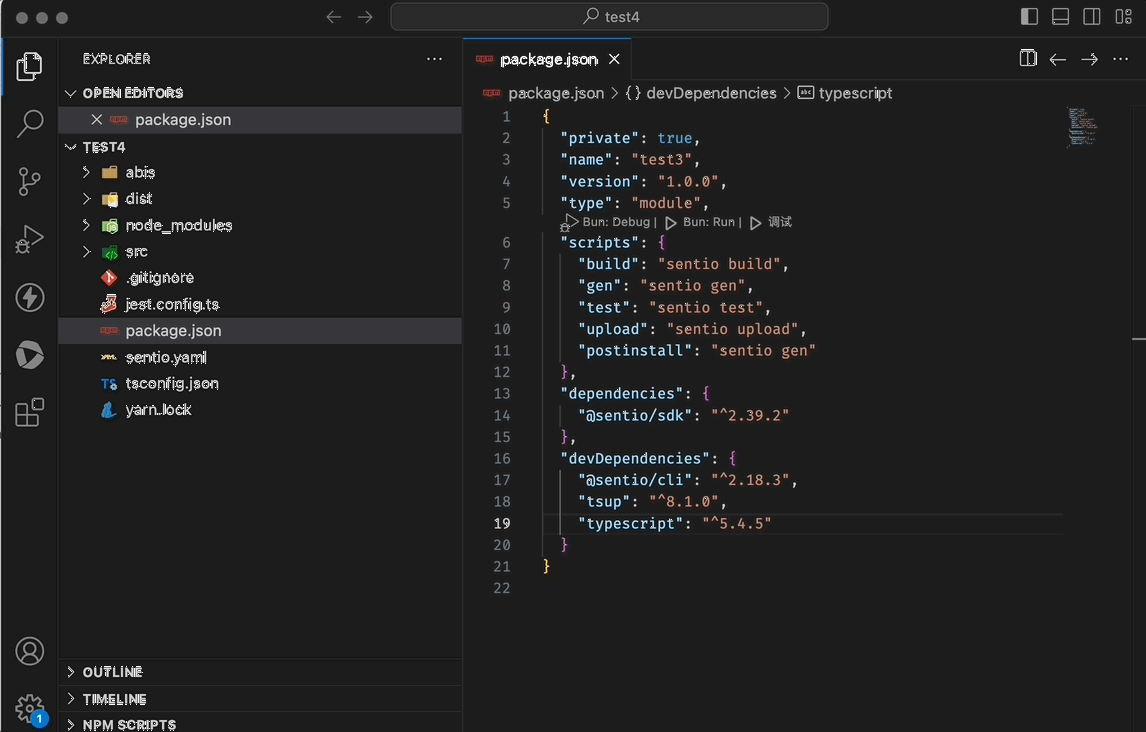 test4
EXPLORER
OPEN EDITORS
package.json
TEST4
abis
dist
node_modules
src
.gitignore
jest.config.ts
package.json
sentio.yaml
TS tsconfig.json
yarn.lock
OUTLINE
TIMELINE
1
NPM SCRIPTS
package.json
package.json > {} devDependencies > abc typescript
1 {
2 "private": true,
3 "name": "test3",
4 "version": "1.0.0",
5 "type": "module",
Bun: Debug | Bun: Run | 调试
6 "scripts": {
7 "build": "sentio build",
8 "gen": "sentio gen",
9 "test": "sentio test",
10 "upload": "sentio upload",
11 "postinstall": "sentio gen"
12 },
13 "dependencies": {
14 "@sentio/sdk": "^2.39.2"
15 },
16 "devDependencies": {
17 "@sentio/cli": "^2.18.3",
18 "tsup": "^8.1.0",
19 "typescript": "^5.4.5"
20 }
21 }
22